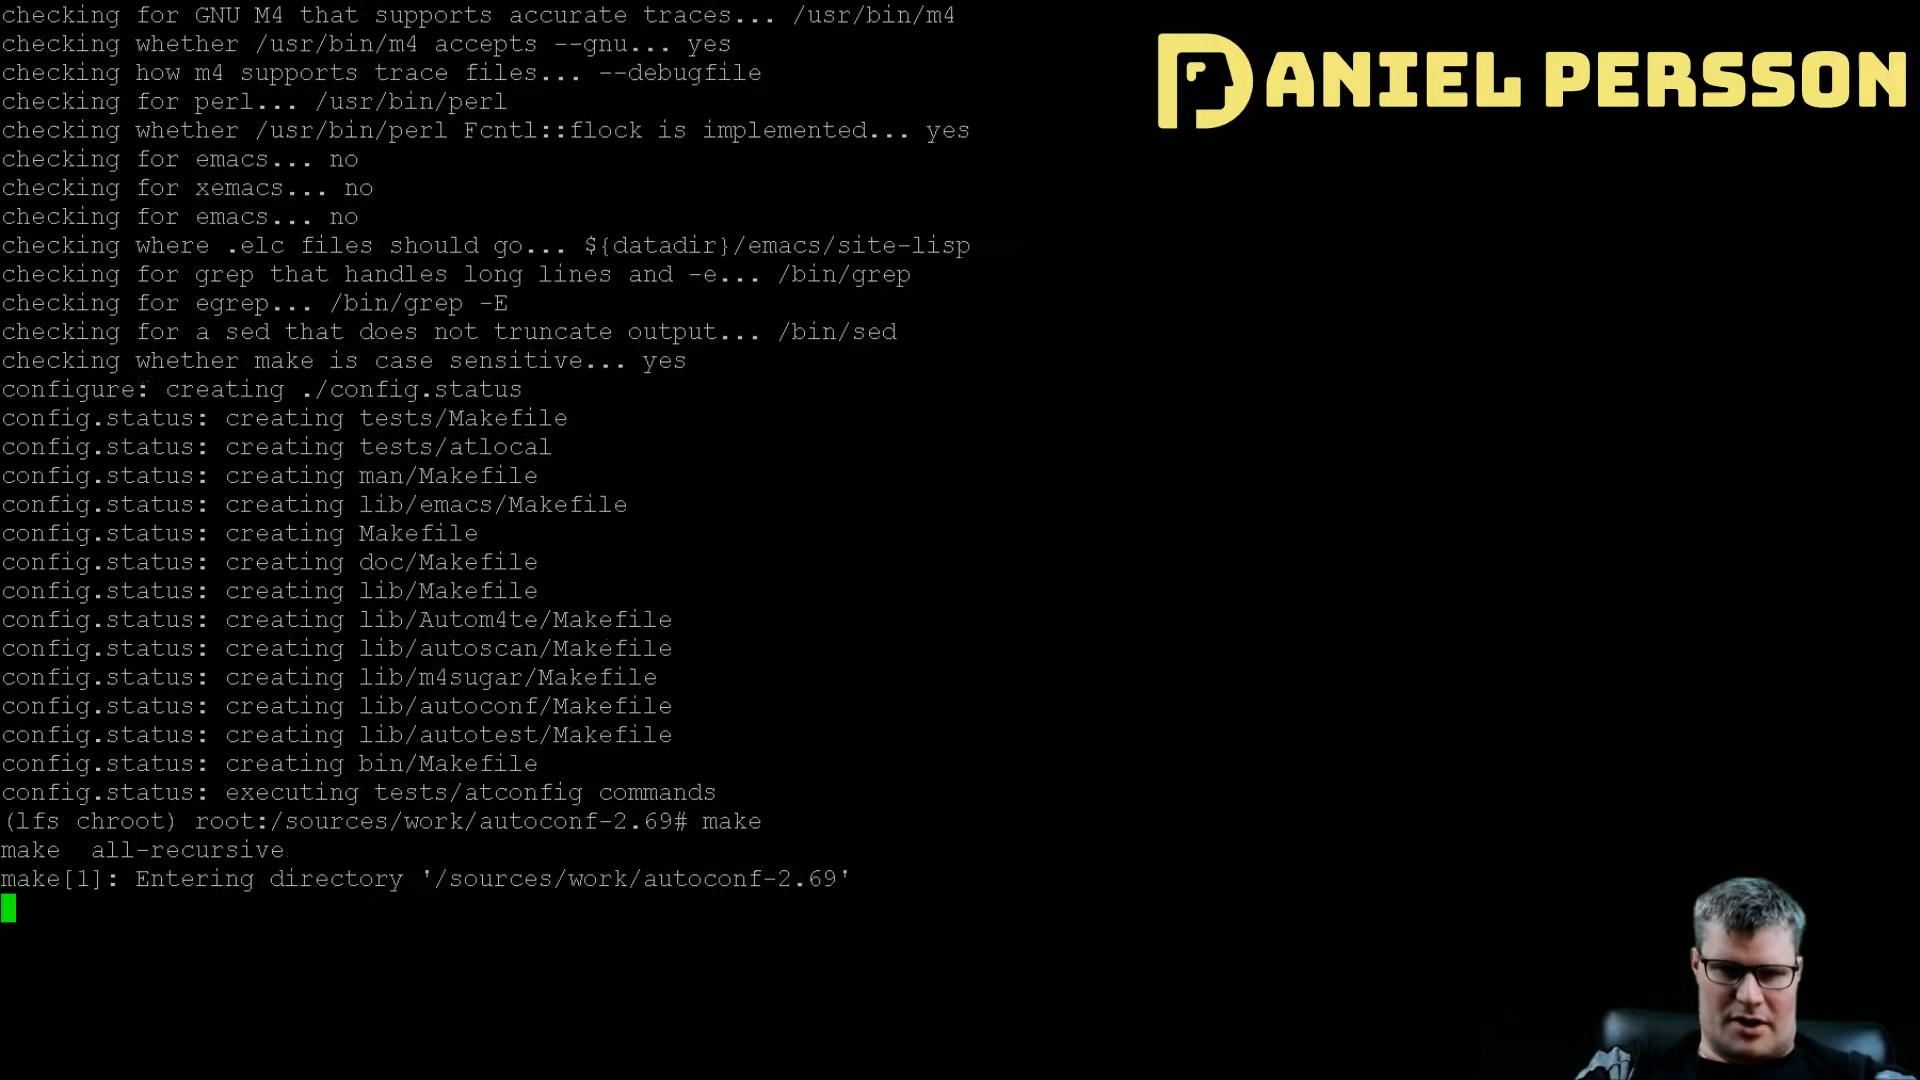 checking for GNU M4 that supports accurate traces... /usr/bin/m4
checking whether /usr/bin/m4 accepts --gnu... yes
checking how m4 supports trace files... --debugfile
checking for perl... /usr/bin/perl
checking whether /usr/bin/perl Fcntl::flock is implemented... yes
checking for emacs... no
checking for xemacs... no
checking for emacs... no
checking where .elc files should go... ${datadir}/emacs/site-lisp
checking for grep that handles long lines and -e... /bin/grep
checking for egrep... /bin/grep -E
checking for a sed that does not truncate output... /bin/sed
checking whether make is case sensitive... yes
configure: creating ./config.status
config.status: creating tests/Makefile
config.status: creating tests/atlocal
config.status: creating man/Makefile
config.status: creating lib/emacs/Makefile
config.status: creating Makefile
config.status: creating doc/Makefile
config.status: creating lib/Makefile
config.status: creating lib/Autom4te/Makefile
config.status: creating lib/autoscan/Makefile
config.status: creating lib/m4sugar/Makefile
config.status: creating lib/autoconf/Makefile
config.status: creating lib/autotest/Makefile
config.status: creating bin/Makefile
config.status: executing tests/atconfig commands
(lfs chroot) root:/sources/work/autoconf-2.69# make
make  all-recursive
make[1]: Entering directory '/sources/work/autoconf-2.69'
DANIEL PERSSON